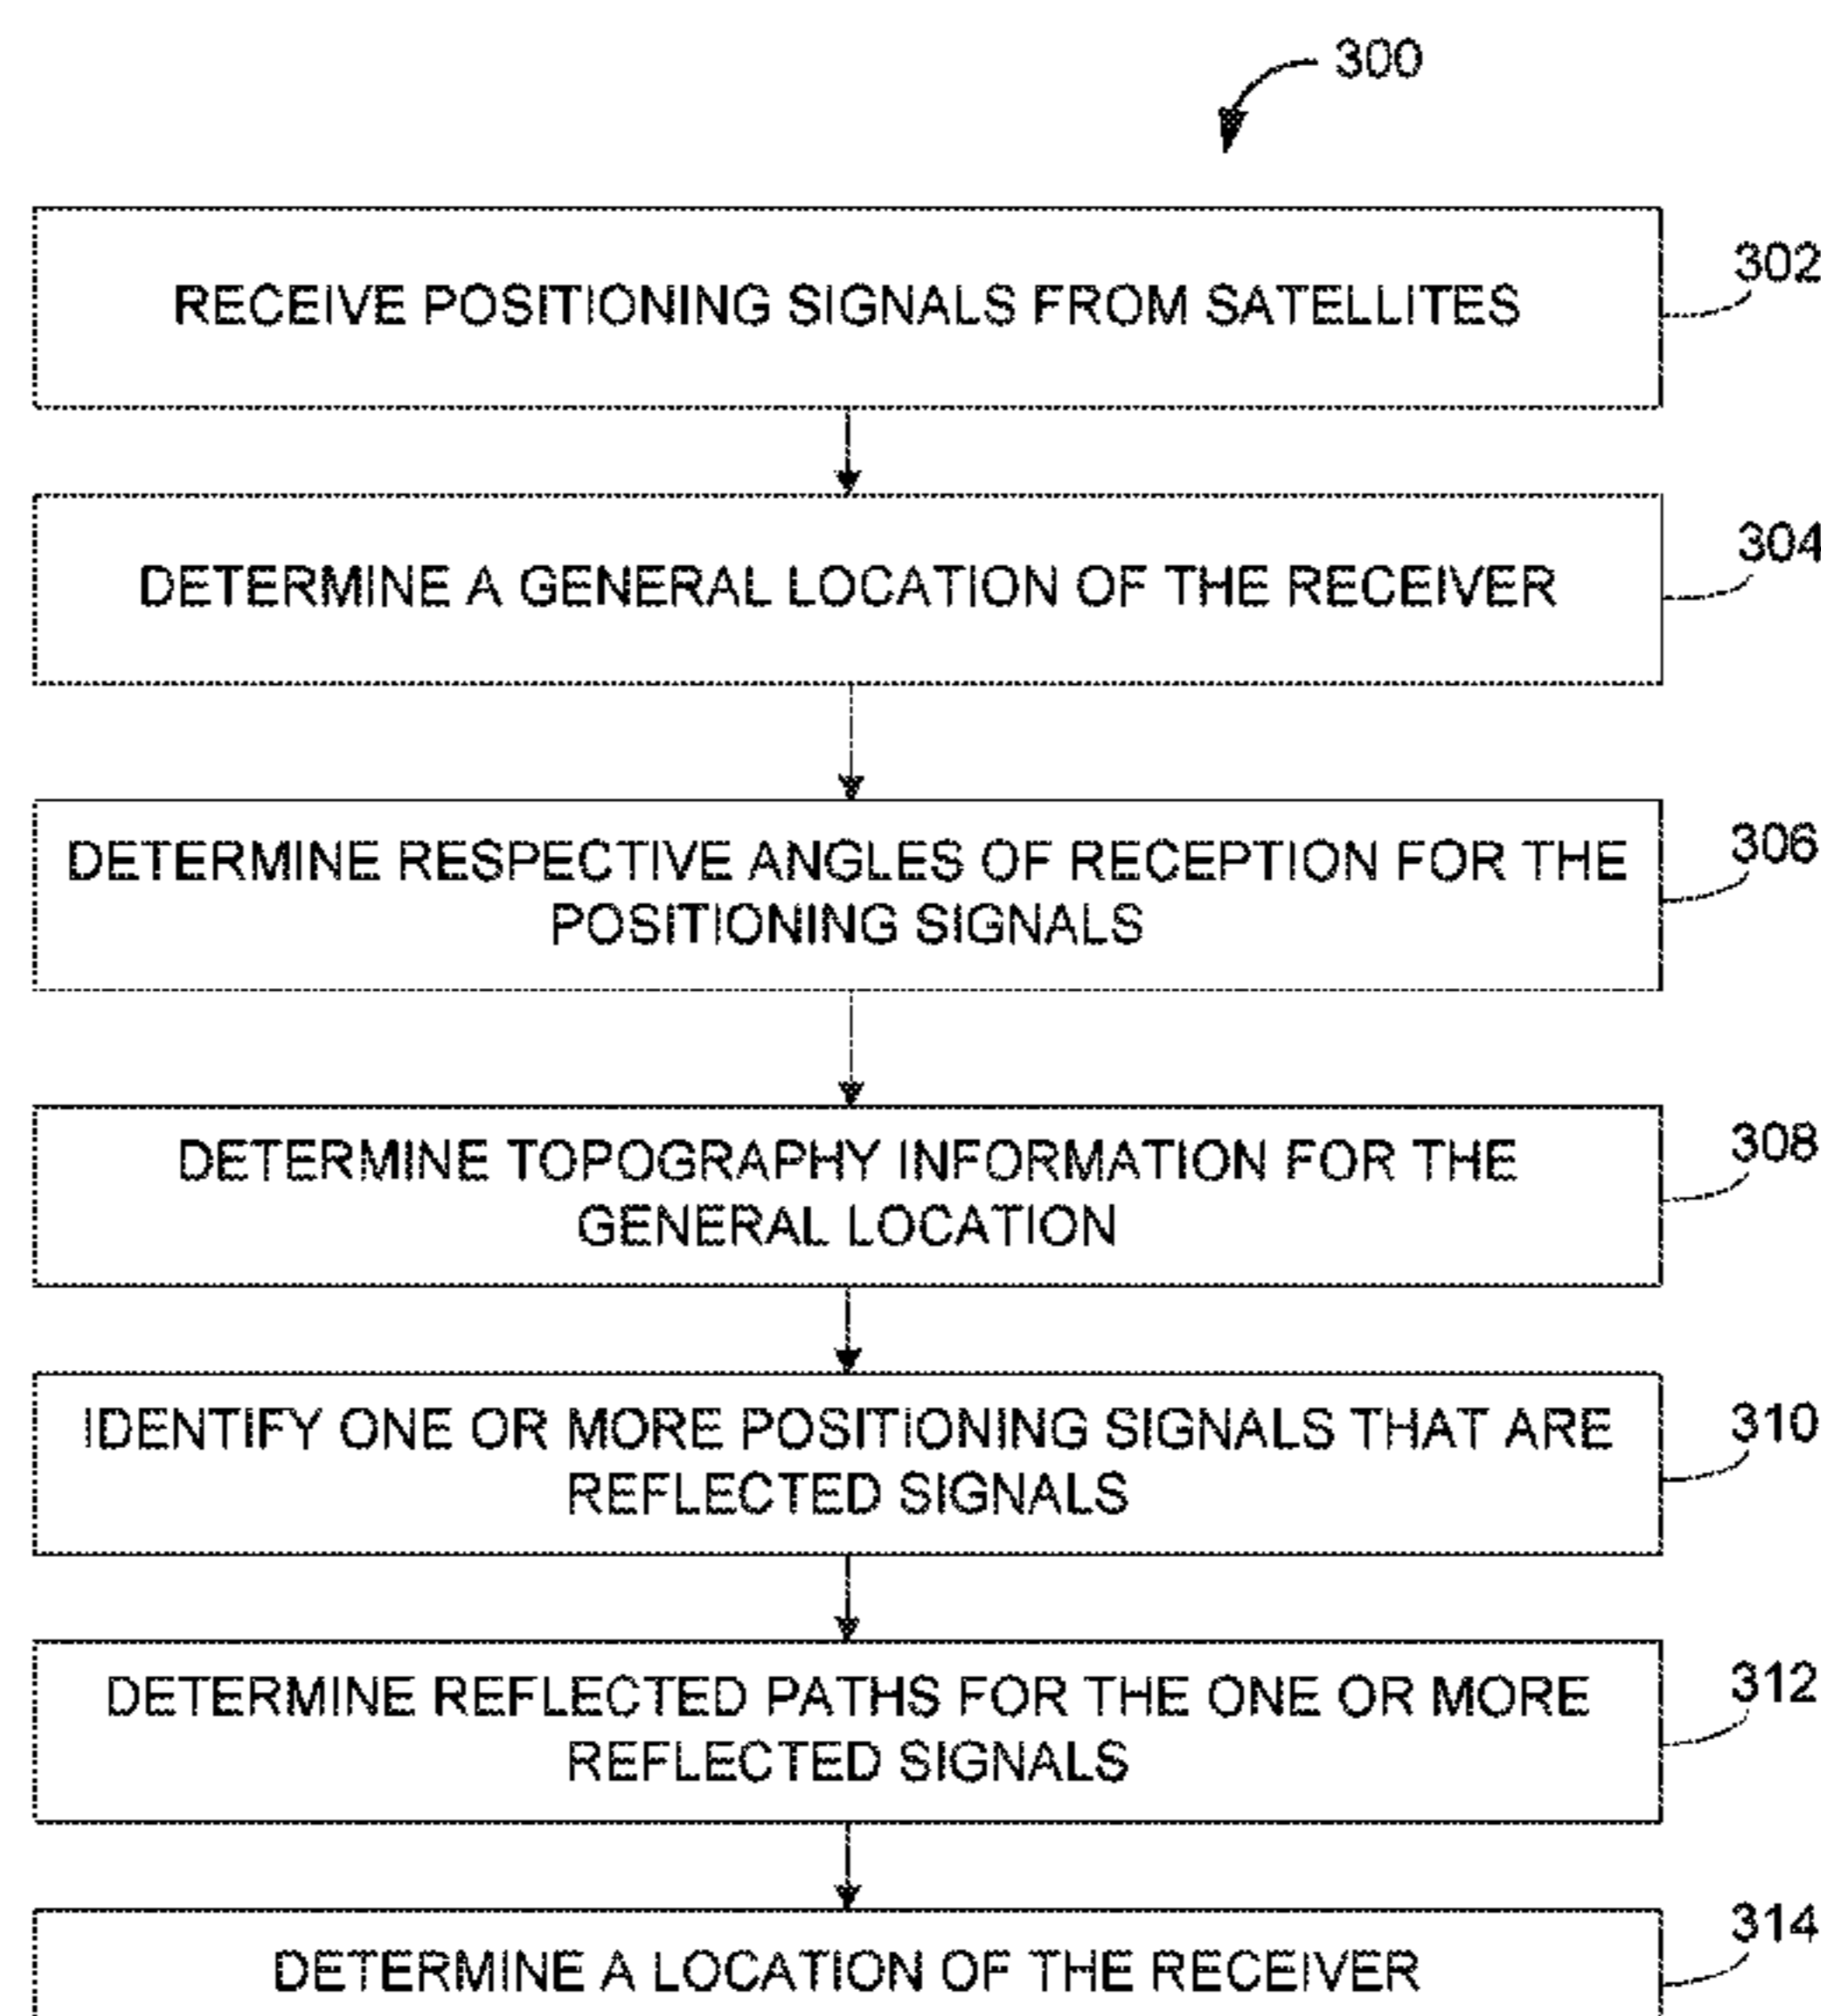 300
RECEIVE POSITIONING SIGNALS FROM SATELLITES
302
DETERMINE A GENERAL LOCATION OF THE RECEIVER
304
DETERMINE RESPECTIVE ANGLES OF RECEPTION FOR THE
POSITIONING SIGNALS
306
DETERMINE TOPOGRAPHY INFORMATION FOR THE
GENERAL LOCATION
308
IDENTIFY ONE OR MORE POSITIONING SIGNALS THAT ARE
REFLECTED SIGNALS
310
DETERMINE REFLECTED PATHS FOR THE ONE OR MORE
REFLECTED SIGNALS
312
DETERMINE A LOCATION OF THE RECEIVER
314